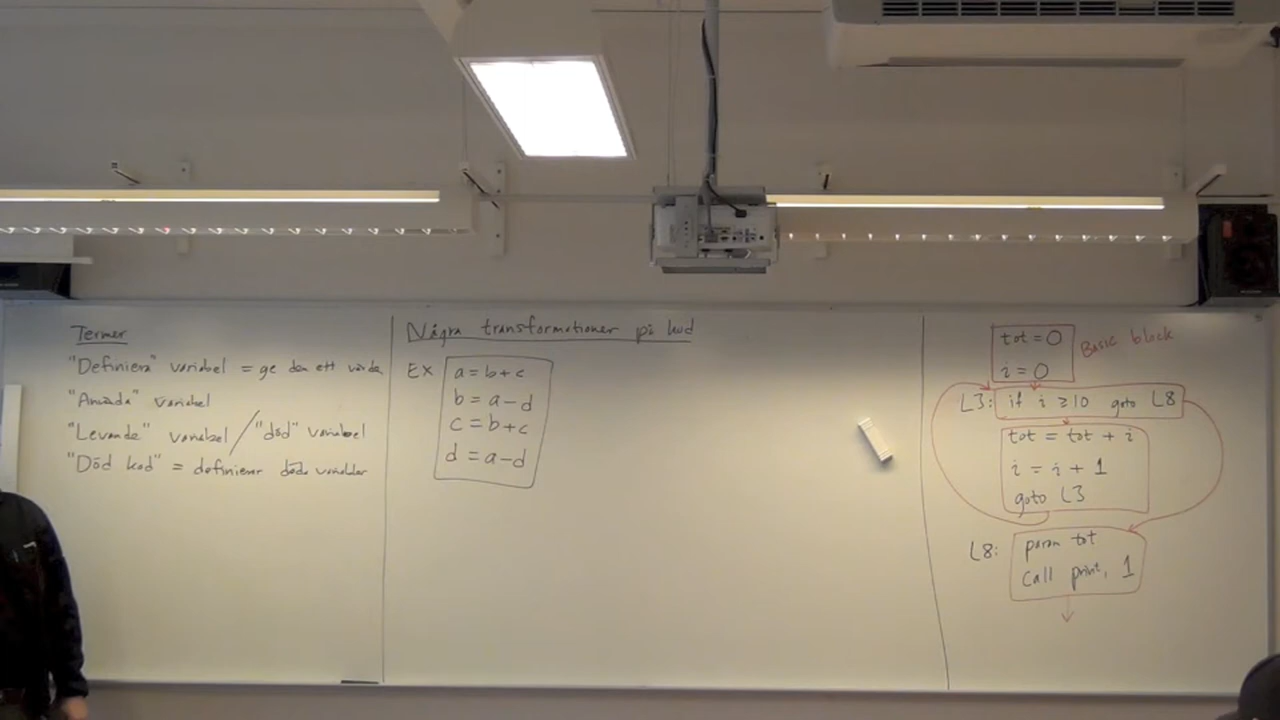 Termer
"Definiera" variabel = ge den ett värde
"Använda" variabel
"Levande" variabel / "död" variabel
"Död kod" = definierar döda variabler
Några transformationer på kod
EX
a = b + c
b = a - d
c = b + c
d = a - d
tot = 0
i = 0
Basic block
L3: if i ≥ 10 goto L8
tot = tot + i
i = i + 1
goto L3
L8: param tot
call print, 1